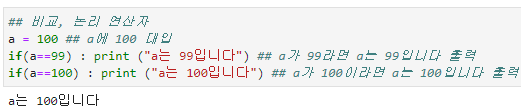 ## 비교, 논리 연산자
a = 100 ## a에 100 대입
if(a==99) : print ("a는 99입니다") ## a가 99라면 a는 99입니다 출력
if(a==100) : print ("a는 100입니다") ## a가 100이라면 a는 100입니다 출력
a는 100입니다